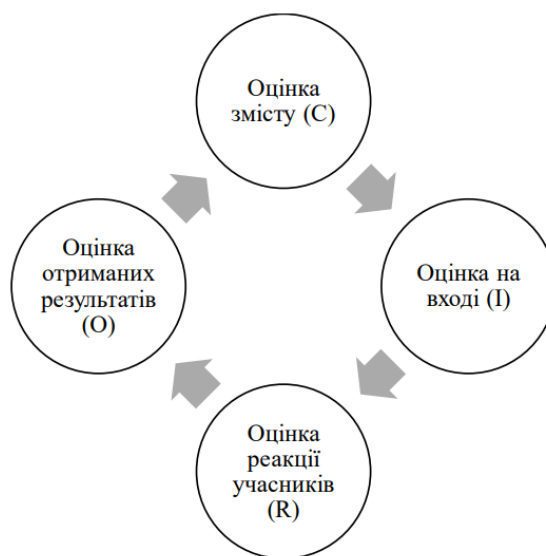 Оцінка
змісту (C)
Оцінка на
вході (I)
Оцінка
реакції
учасників
(R)
Оцінка
отриманих
результатів
(O)